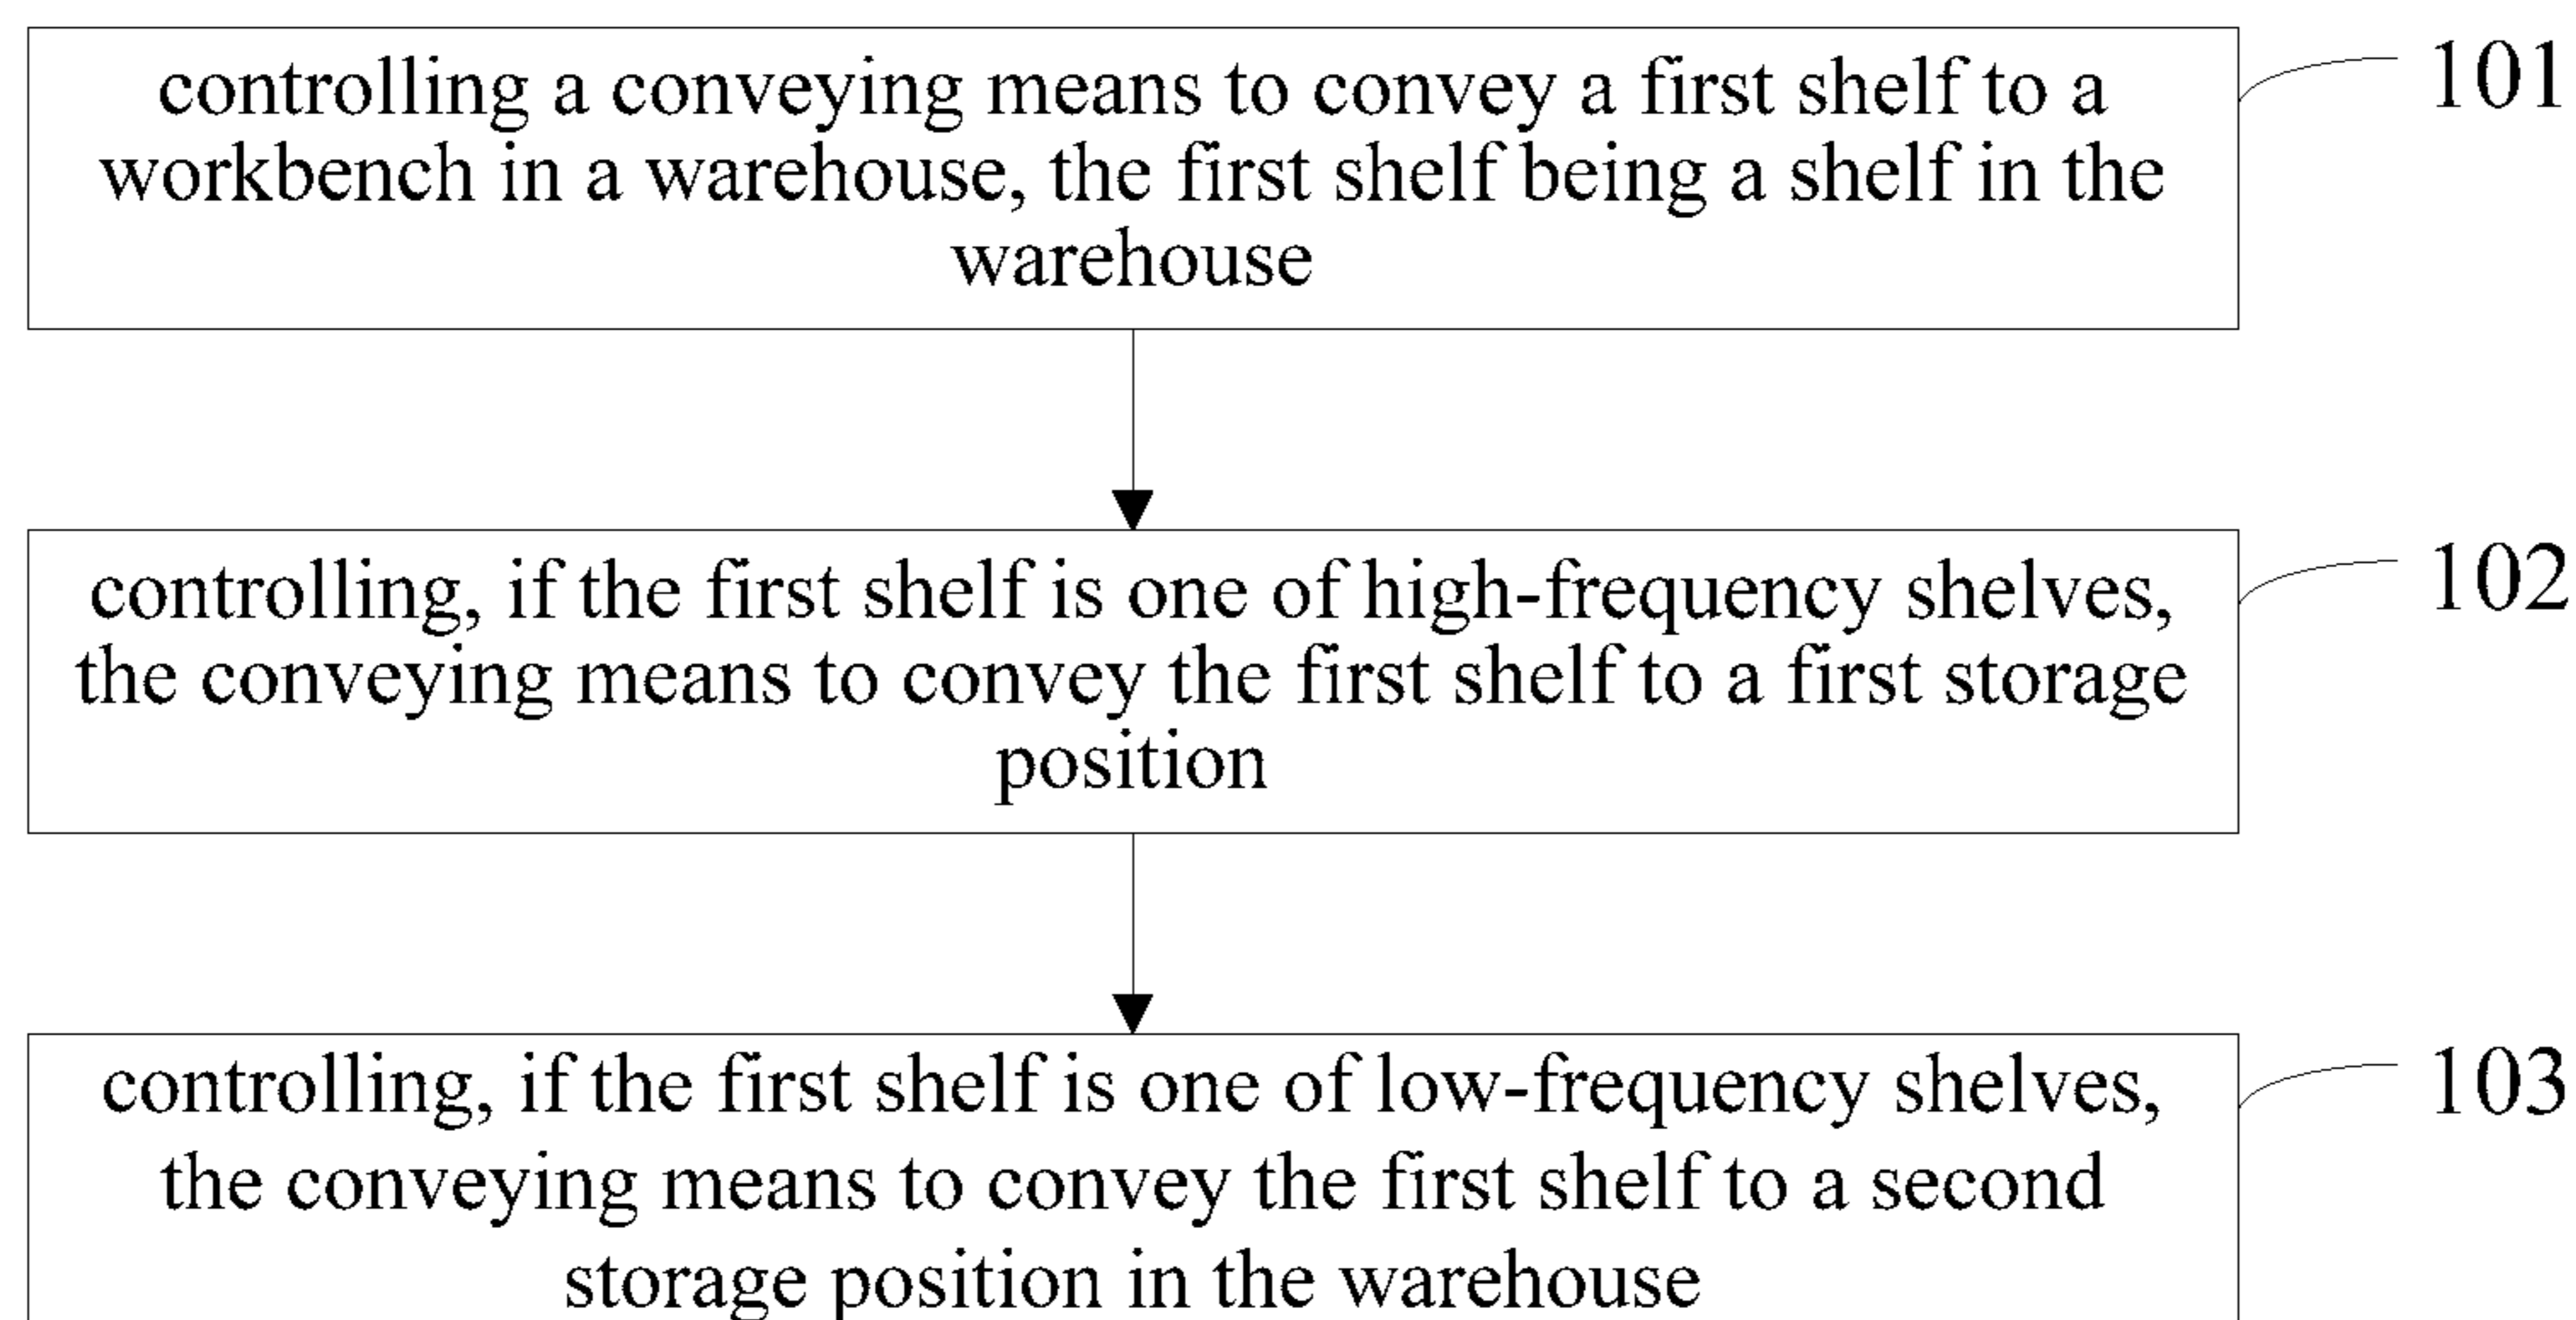 controlling a conveying means to convey a first shelf to a
101
workbench in a warehouse, the first shelf being a shelf in the
warehouse
controlling, if the first shelf is one of high-frequency shelves,
102
the conveying means to convey the first shelf to a first storage
position
controlling, if the first shelf is one of low-frequency shelves,
103
the conveying means to convey the first shelf to a second
storage position in the warehouse